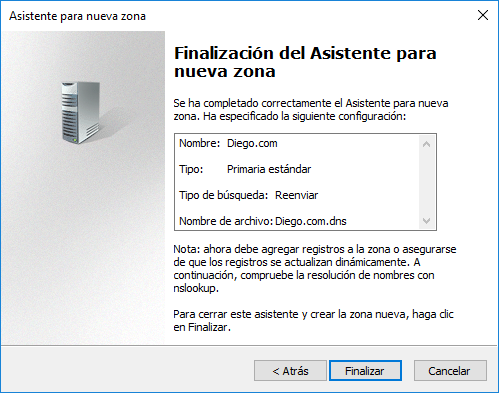 Asistente para nueva zona
Finalización del Asistente para
nueva zona
Se ha completado correctamente el Asistente para nueva
zona. Ha especificado la siguiente configuración:
Nombre: Diego.com
Tipo: Primaria estándar
Tipo de búsqueda: Reenviar
Nombre de archivo: Diego.com.dns
Nota: ahora debe agregar registros a la zona o asegurarse
de que los registros se actualizan dinámicamente. A
continuación, compruebe la resolución de nombres con
nslookup.
Para cerrar este asistente y crear la zona nueva, haga clic
en Finalizar.
< Atrás Finalizar Cancelar